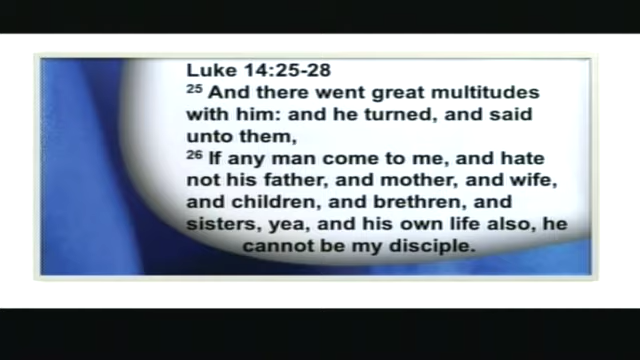 Luke 14:25-28
25 And there went great multitudes
with him: and he turned, and said
unto them,
26 If any man come to me, and hate
not his father, and mother, and wife,
and children, and brethren, and
sisters, yea, and his own life also, he
cannot be my disciple.